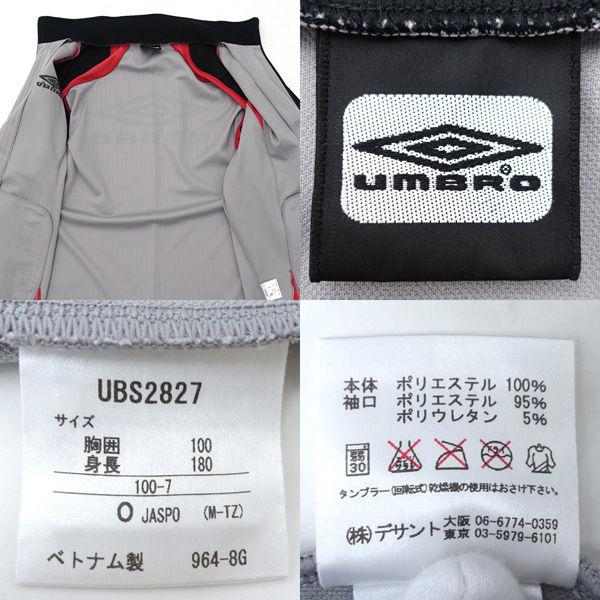 umbro
UBS2827
サイズ
胸囲 100
身長 180
100-7
O JASPO (M-TZ)
ベトナム製 964-8G
本体 ポリエステル 100%
袖口 ポリエステル 95%
ポリウレタン 5%
弱
30
タンブラー(回転式)乾燥機の使用はおさけ下さい。
(株)デサント 大阪 06-6774-0359
東京 03-5979-6101